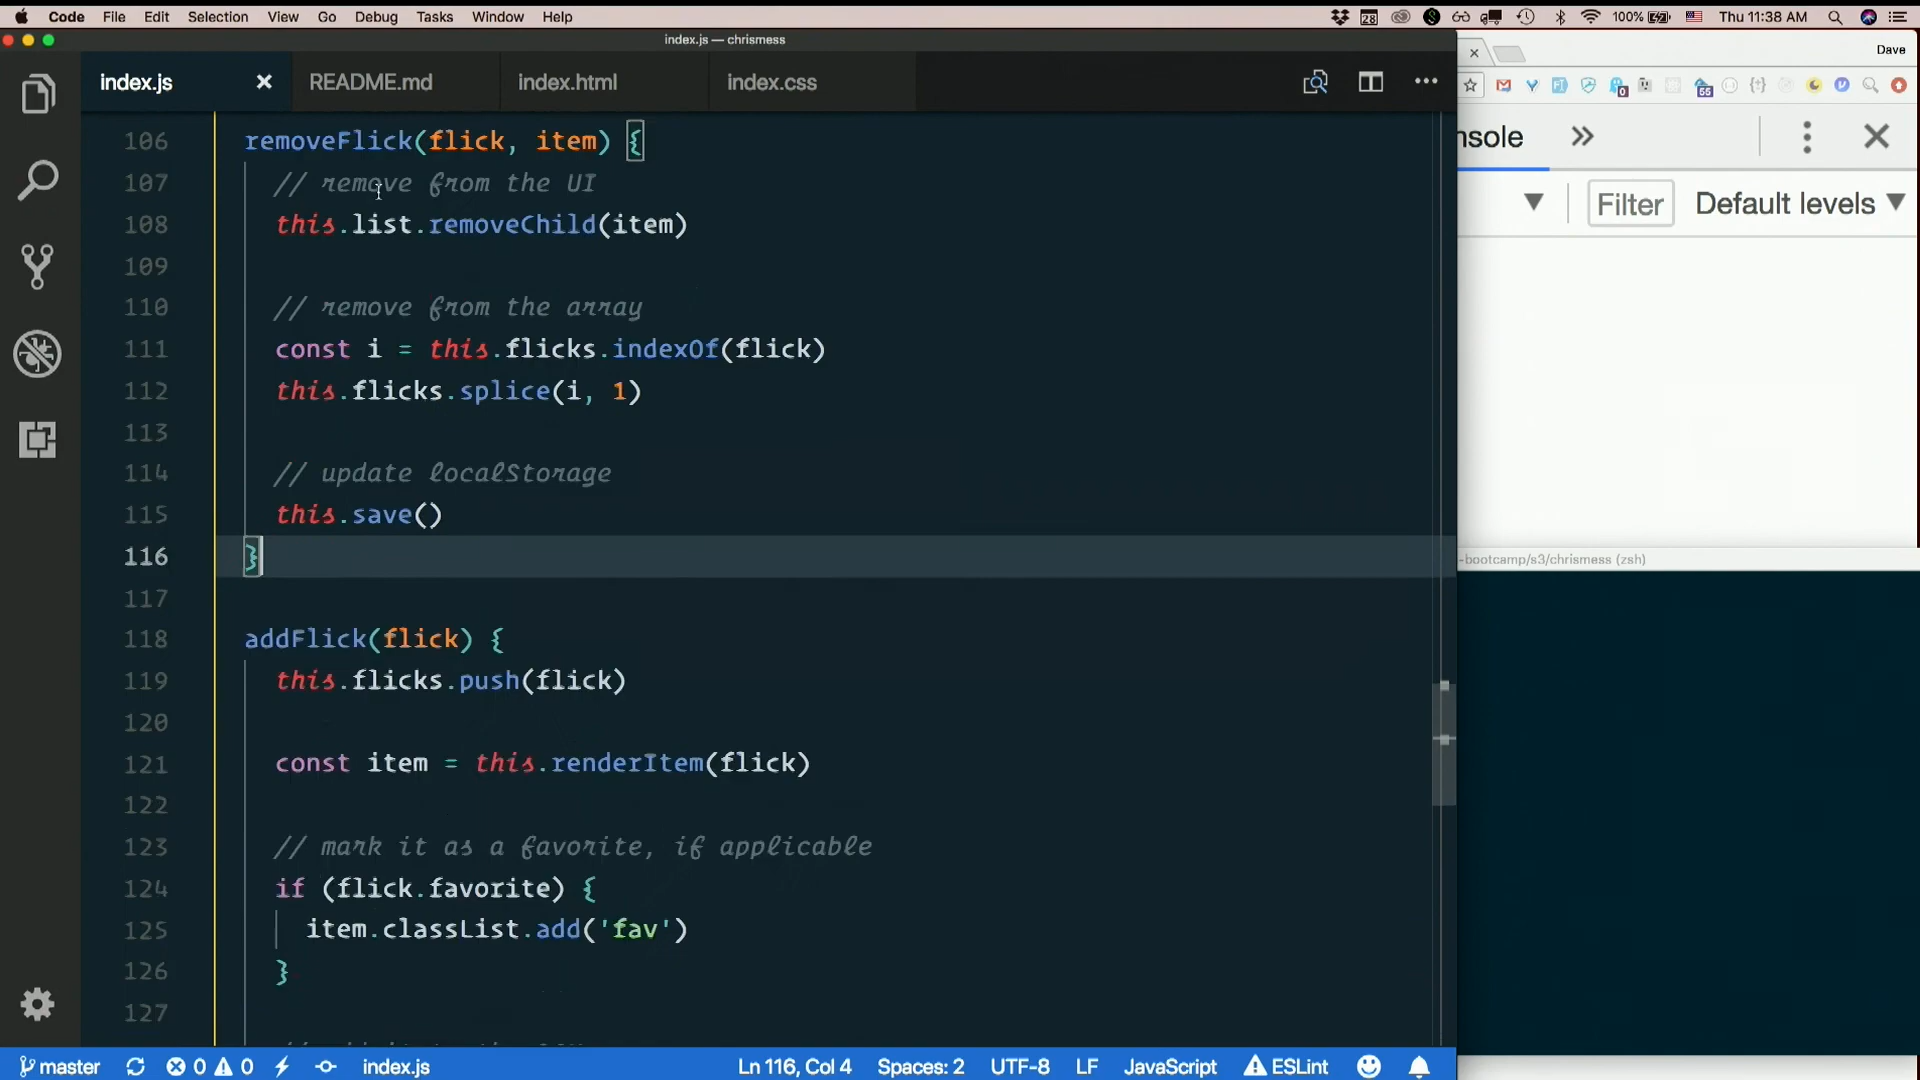 Code File Edit Selection View Go Debug Tasks Window Help
28 100% Thu 11:38 AM
index.js — chrismess
Dave
index.js README.md index.html index.css
0 55
106 removeFlick(flick, item) {
107 // remove from the UI
108 this.list.removeChild(item)
109
110 // remove from the array
111 const i = this.flicks.indexOf(flick)
112 this.flicks.splice(i, 1)
113
114 // update localStorage
115 this.save()
116 }
117
118 addFlick(flick) {
119 this.flicks.push(flick)
120
121 const item = this.renderItem(flick)
122
123 // mark it as a favorite, if applicable
124 if (flick.favorite) {
125 item.classList.add('fav')
126 }
127
nsole
Filter Default levels
-bootcamp/s3/chrismess (zsh)
master 0 0 index.js Ln 116, Col 4 Spaces: 2 UTF-8 LF JavaScript ESLint